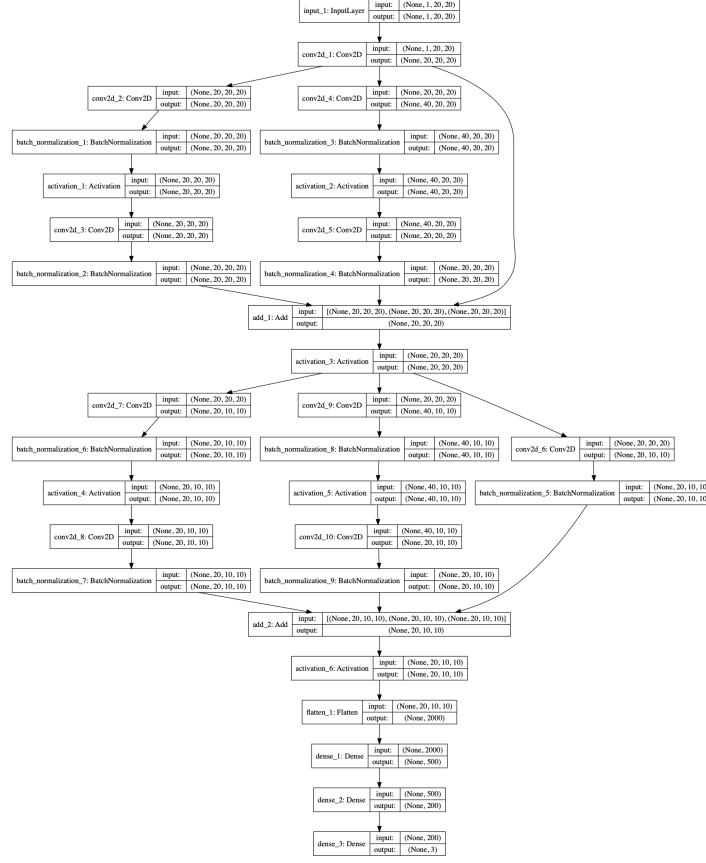 input_1: InputLayer input: (None, 1, 20, 20)
output: (None, 1, 20, 20)
conv2d_1: Conv2D input: (None, 1, 20, 20)
output: (None, 20, 20, 20)
conv2d_2: Conv2D input: (None, 20, 20, 20)
output: (None, 20, 20, 20)
conv2d_4: Conv2D input: (None, 20, 20, 20)
output: (None, 40, 20, 20)
batch_normalization_1: BatchNormalization input: (None, 20, 20, 20)
output: (None, 20, 20, 20)
batch_normalization_3: BatchNormalization input: (None, 40, 20, 20)
output: (None, 40, 20, 20)
activation_1: Activation input: (None, 20, 20, 20)
output: (None, 20, 20, 20)
activation_2: Activation input: (None, 40, 20, 20)
output: (None, 40, 20, 20)
conv2d_3: Conv2D input: (None, 20, 20, 20)
output: (None, 20, 20, 20)
conv2d_5: Conv2D input: (None, 40, 20, 20)
output: (None, 20, 20, 20)
batch_normalization_2: BatchNormalization input: (None, 20, 20, 20)
output: (None, 20, 20, 20)
batch_normalization_4: BatchNormalization input: (None, 20, 20, 20)
output: (None, 20, 20, 20)
add_1: Add input: [(None, 20, 20, 20), (None, 20, 20, 20), (None, 20, 20, 20)]
output: (None, 20, 20, 20)
activation_3: Activation input: (None, 20, 20, 20)
output: (None, 20, 20, 20)
conv2d_7: Conv2D input: (None, 20, 20, 20)
output: (None, 20, 10, 10)
conv2d_9: Conv2D input: (None, 20, 20, 20)
output: (None, 40, 10, 10)
batch_normalization_6: BatchNormalization input: (None, 20, 10, 10)
output: (None, 20, 10, 10)
batch_normalization_8: BatchNormalization input: (None, 40, 10, 10)
output: (None, 40, 10, 10)
conv2d_6: Conv2D input: (None, 20, 20, 20)
output: (None, 20, 10, 10)
activation_4: Activation input: (None, 20, 10, 10)
output: (None, 20, 10, 10)
activation_5: Activation input: (None, 40, 10, 10)
output: (None, 40, 10, 10)
batch_normalization_5: BatchNormalization input: (None, 20, 10, 10
output: (None, 20, 10, 10
conv2d_8: Conv2D input: (None, 20, 10, 10)
output: (None, 20, 10, 10)
conv2d_10: Conv2D input: (None, 40, 10, 10)
output: (None, 20, 10, 10)
batch_normalization_7: BatchNormalization input: (None, 20, 10, 10)
output: (None, 20, 10, 10)
batch_normalization_9: BatchNormalization input: (None, 20, 10, 10)
output: (None, 20, 10, 10)
add_2: Add input: [(None, 20, 10, 10), (None, 20, 10, 10), (None, 20, 10, 10)]
output: (None, 20, 10, 10)
activation_6: Activation input: (None, 20, 10, 10)
output: (None, 20, 10, 10)
flatten_1: Flatten input: (None, 20, 10, 10)
output: (None, 2000)
dense_1: Dense input: (None, 2000)
output: (None, 500)
dense_2: Dense input: (None, 500)
output: (None, 200)
dense_3: Dense input: (None, 200)
output: (None, 3)